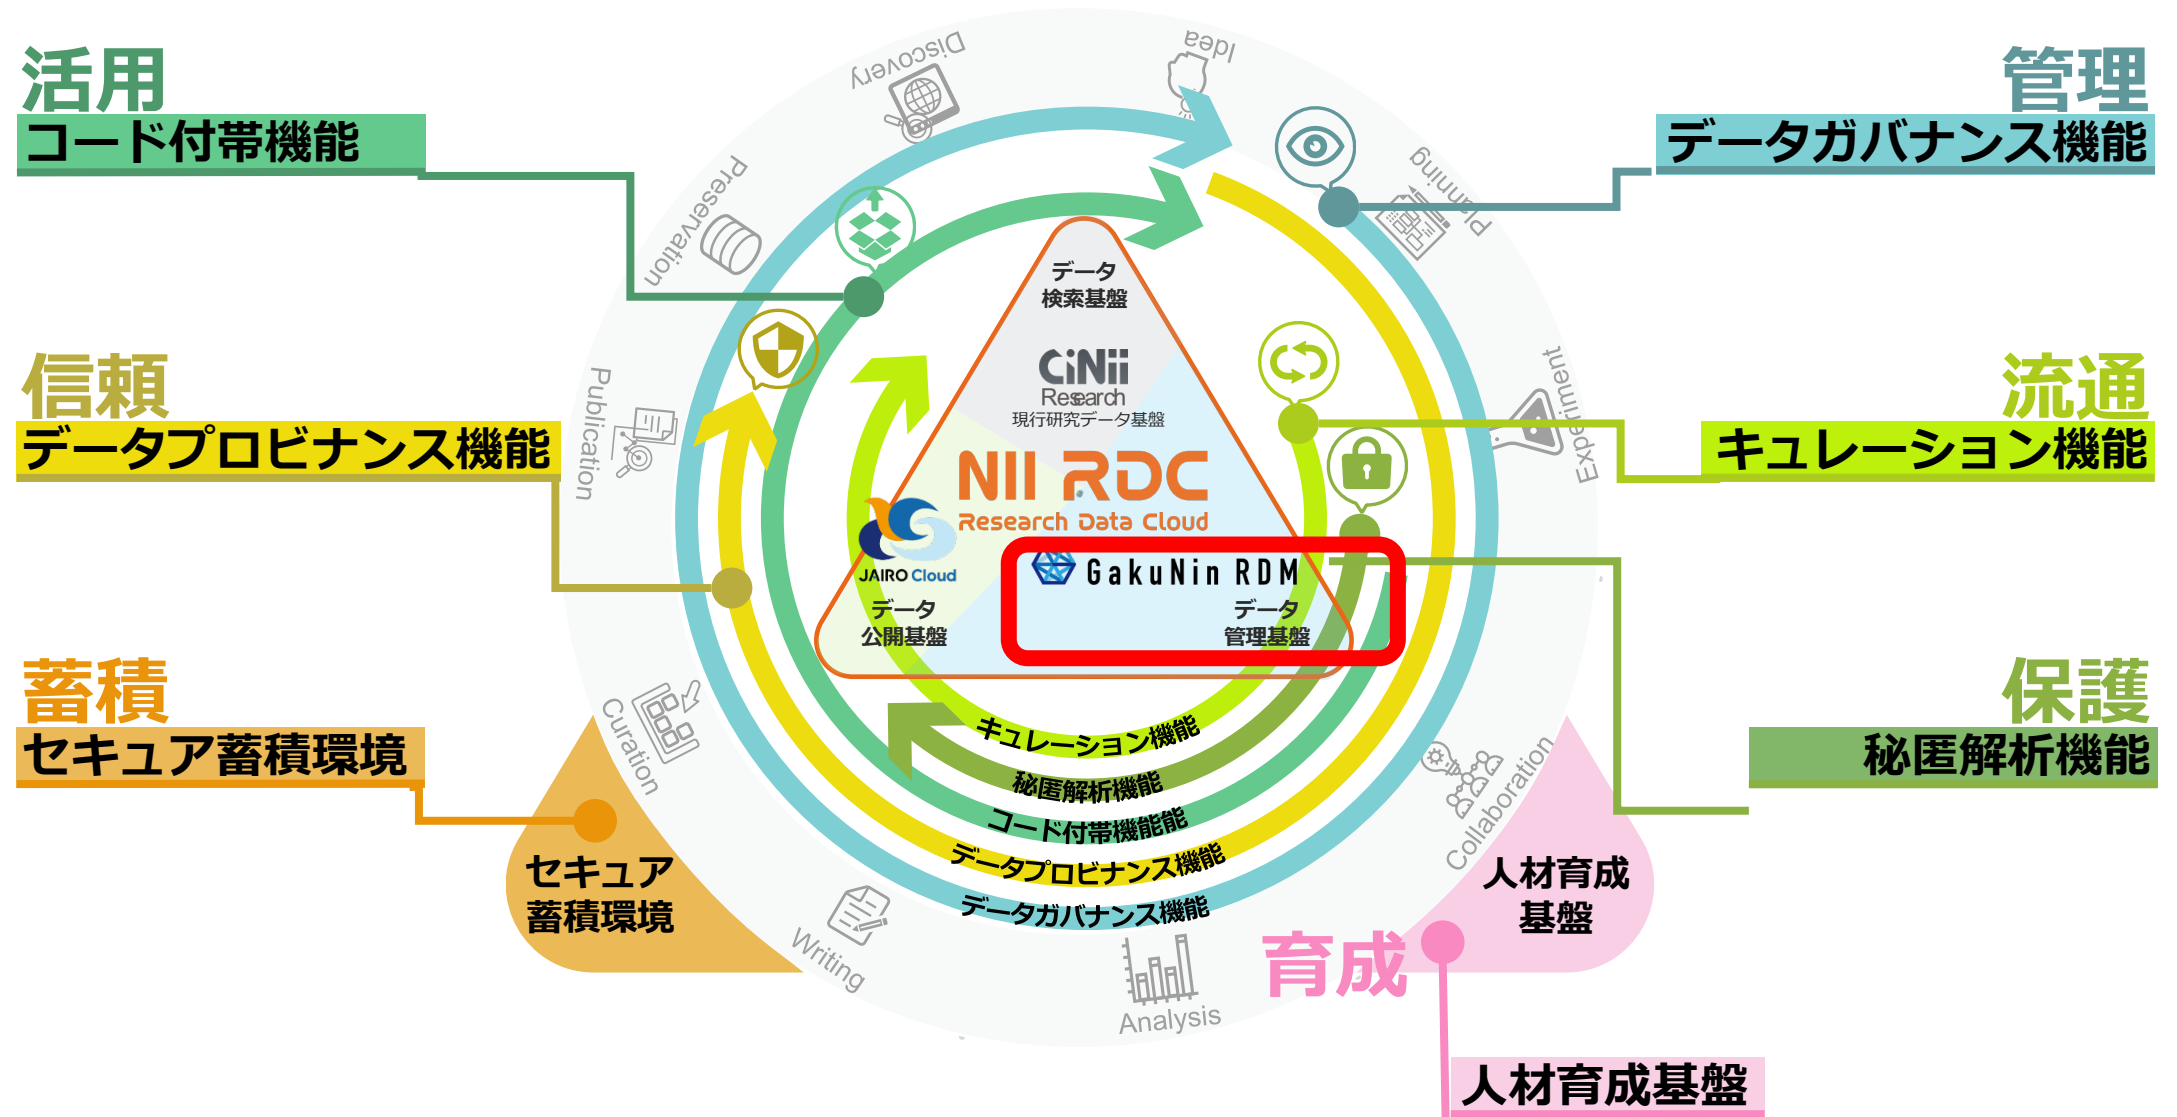 活用
コード付帯機能
信頼
データプロビナンス機能
蓄積
セキュア蓄積環境
管理
データガバナンス機能
流通
キュレーション機能
保護
秘匿解析機能
育成
人材育成基盤
Idea
Planning
Experiment
Collaboration
Analysis
Writing
Curation
Publication
Preservation
Discovery
データ
検索基盤
CiNii
Research
現行研究データ基盤
NII RDC
Research Data Cloud
JAIRO Cloud
データ
公開基盤
GakuNin RDM
データ
管理基盤
キュレーション機能
秘匿解析機能
コード付帯機能能
データプロビナンス機能
データガバナンス機能
セキュア
蓄積環境
人材育成
基盤